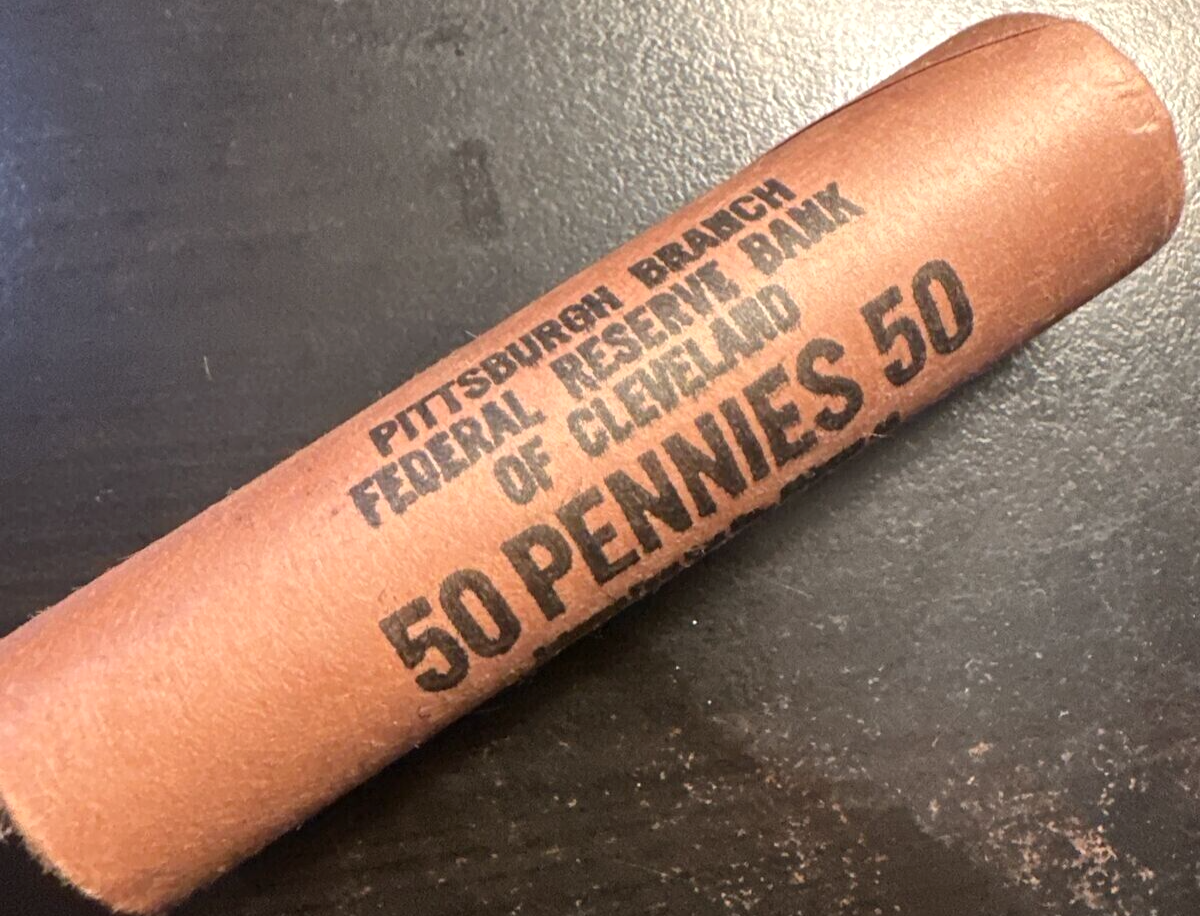 PITTSBURGH BRANCH
FEDERAL RESERVE BANK
OF CLEVELAND
50 PENNIES 50